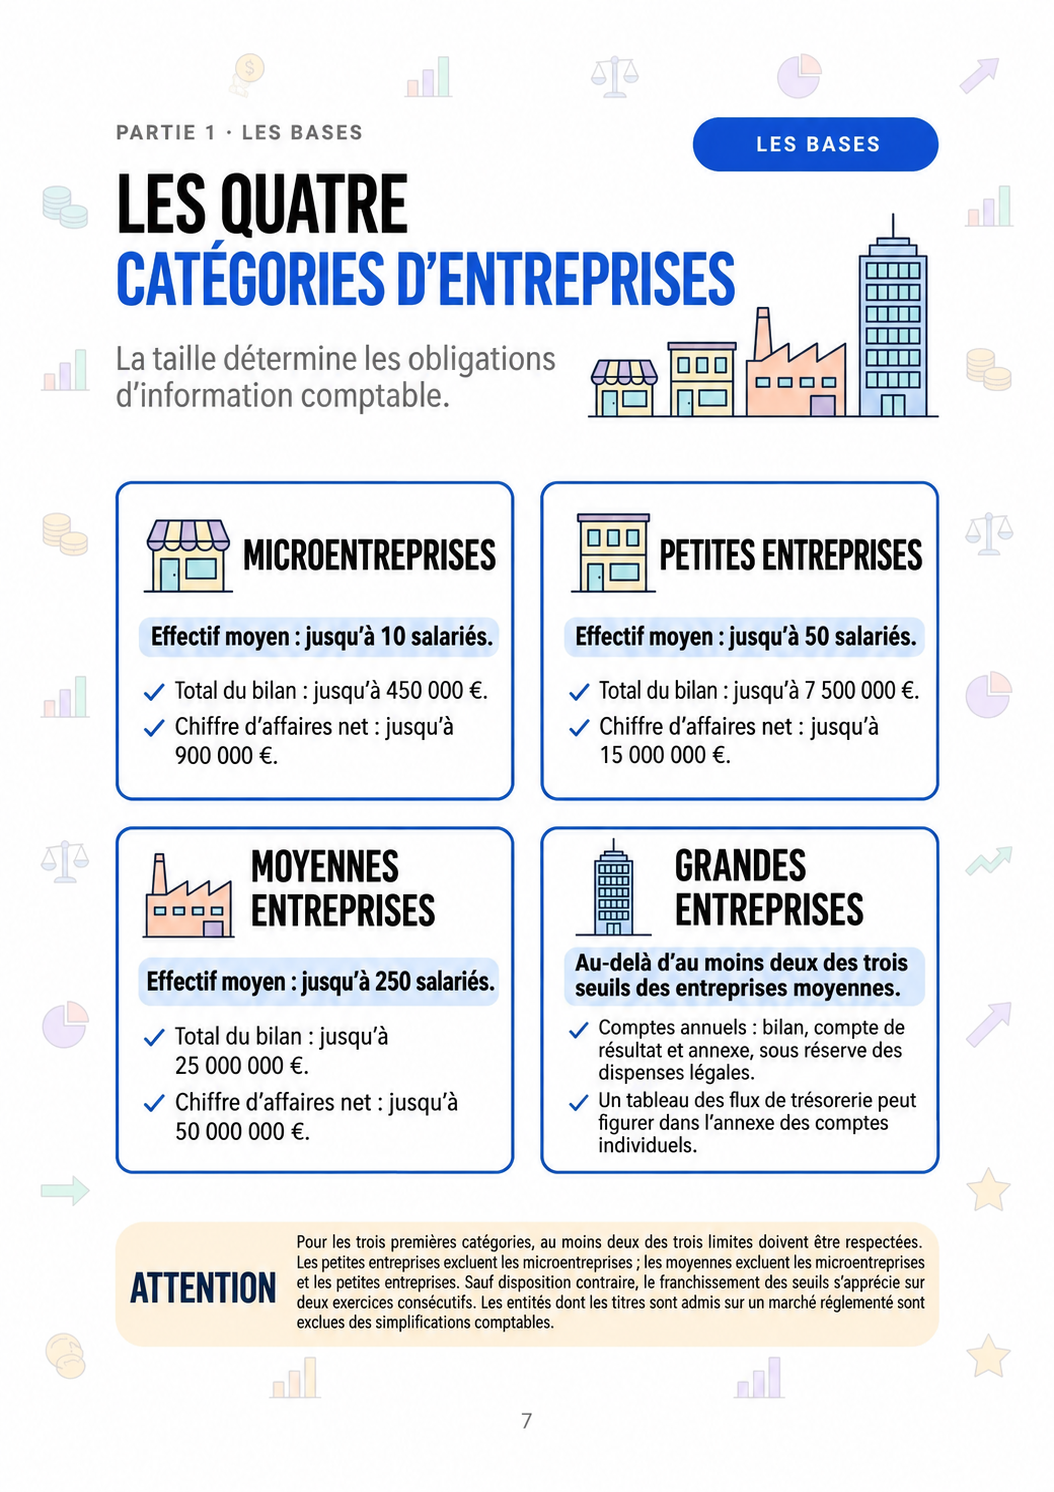 PARTIE 1 · LES BASES
LES BASES
LES QUATRE
CATÉGORIES D’ENTREPRISES
La taille détermine les obligations
d’information comptable.
MICROENTREPRISES
Effectif moyen : jusqu’à 10 salariés.
Total du bilan : jusqu’à 450 000 €.
Chiffre d’affaires net : jusqu’à
900 000 €.
PETITES ENTREPRISES
Effectif moyen : jusqu’à 50 salariés.
Total du bilan : jusqu’à 7 500 000 €.
Chiffre d’affaires net : jusqu’à
15 000 000 €.
MOYENNES
ENTREPRISES
Effectif moyen : jusqu’à 250 salariés.
Total du bilan : jusqu’à
25 000 000 €.
Chiffre d’affaires net : jusqu’à
50 000 000 €.
GRANDES
ENTREPRISES
Au-delà d’au moins deux des trois
seuils des entreprises moyennes.
Comptes annuels : bilan, compte de
résultat et annexe, sous réserve des
dispenses légales.
Un tableau des flux de trésorerie peut
figurer dans l’annexe des comptes
individuels.
ATTENTION
Pour les trois premières catégories, au moins deux des trois limites doivent être respectées.
Les petites entreprises excluent les microentreprises ; les moyennes excluent les microentreprises
et les petites entreprises. Sauf disposition contraire, le franchissement des seuils s’apprécie sur
deux exercices consécutifs. Les entités dont les titres sont admis sur un marché réglementé sont
exclues des simplifications comptables.
7